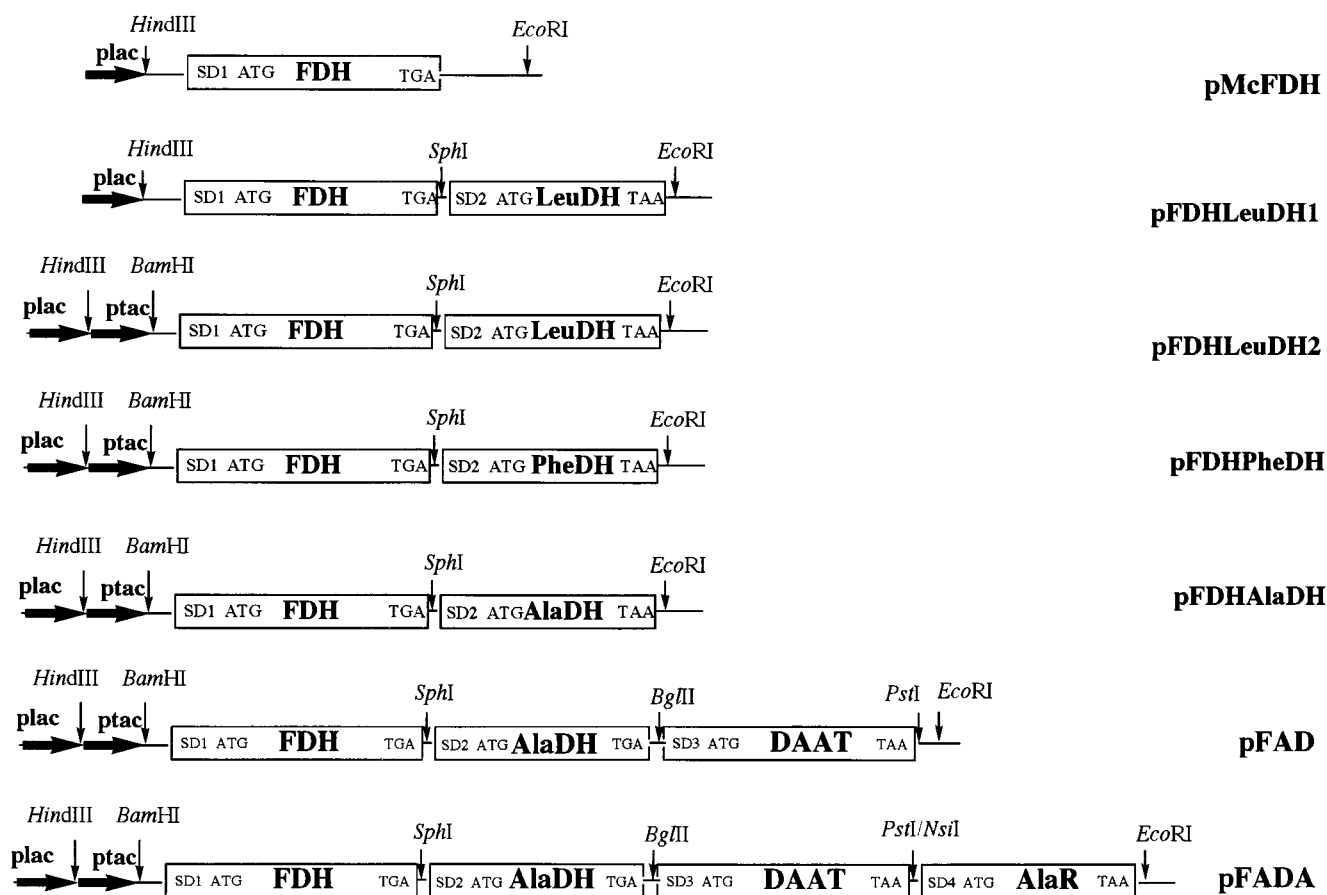 HindIII EcoRI
plac SD1 ATG FDH TGA
pMcFDH
HindIII SphI EcoRI
plac SD1 ATG FDH TGA SD2 ATG LeuDH TAA
pFDHLeuDH1
HindIII BamHI SphI EcoRI
plac ptac SD1 ATG FDH TGA SD2 ATG LeuDH TAA
pFDHLeuDH2
HindIII BamHI SphI EcoRI
plac ptac SD1 ATG FDH TGA SD2 ATG PheDH TAA
pFDHPheDH
HindIII BamHI SphI EcoRI
plac ptac SD1 ATG FDH TGA SD2 ATG AlaDH TAA
pFDHAlaDH
HindIII BamHI SphI BglII PstI EcoRI
plac ptac SD1 ATG FDH TGA SD2 ATG AlaDH TGA SD3 ATG DAAT TAA
pFAD
HindIII BamHI SphI BglII PstI/NsiI EcoRI
plac ptac SD1 ATG FDH TGA SD2 ATG AlaDH TGA SD3 ATG DAAT TAA SD4 ATG AlaR TAA
pFADA